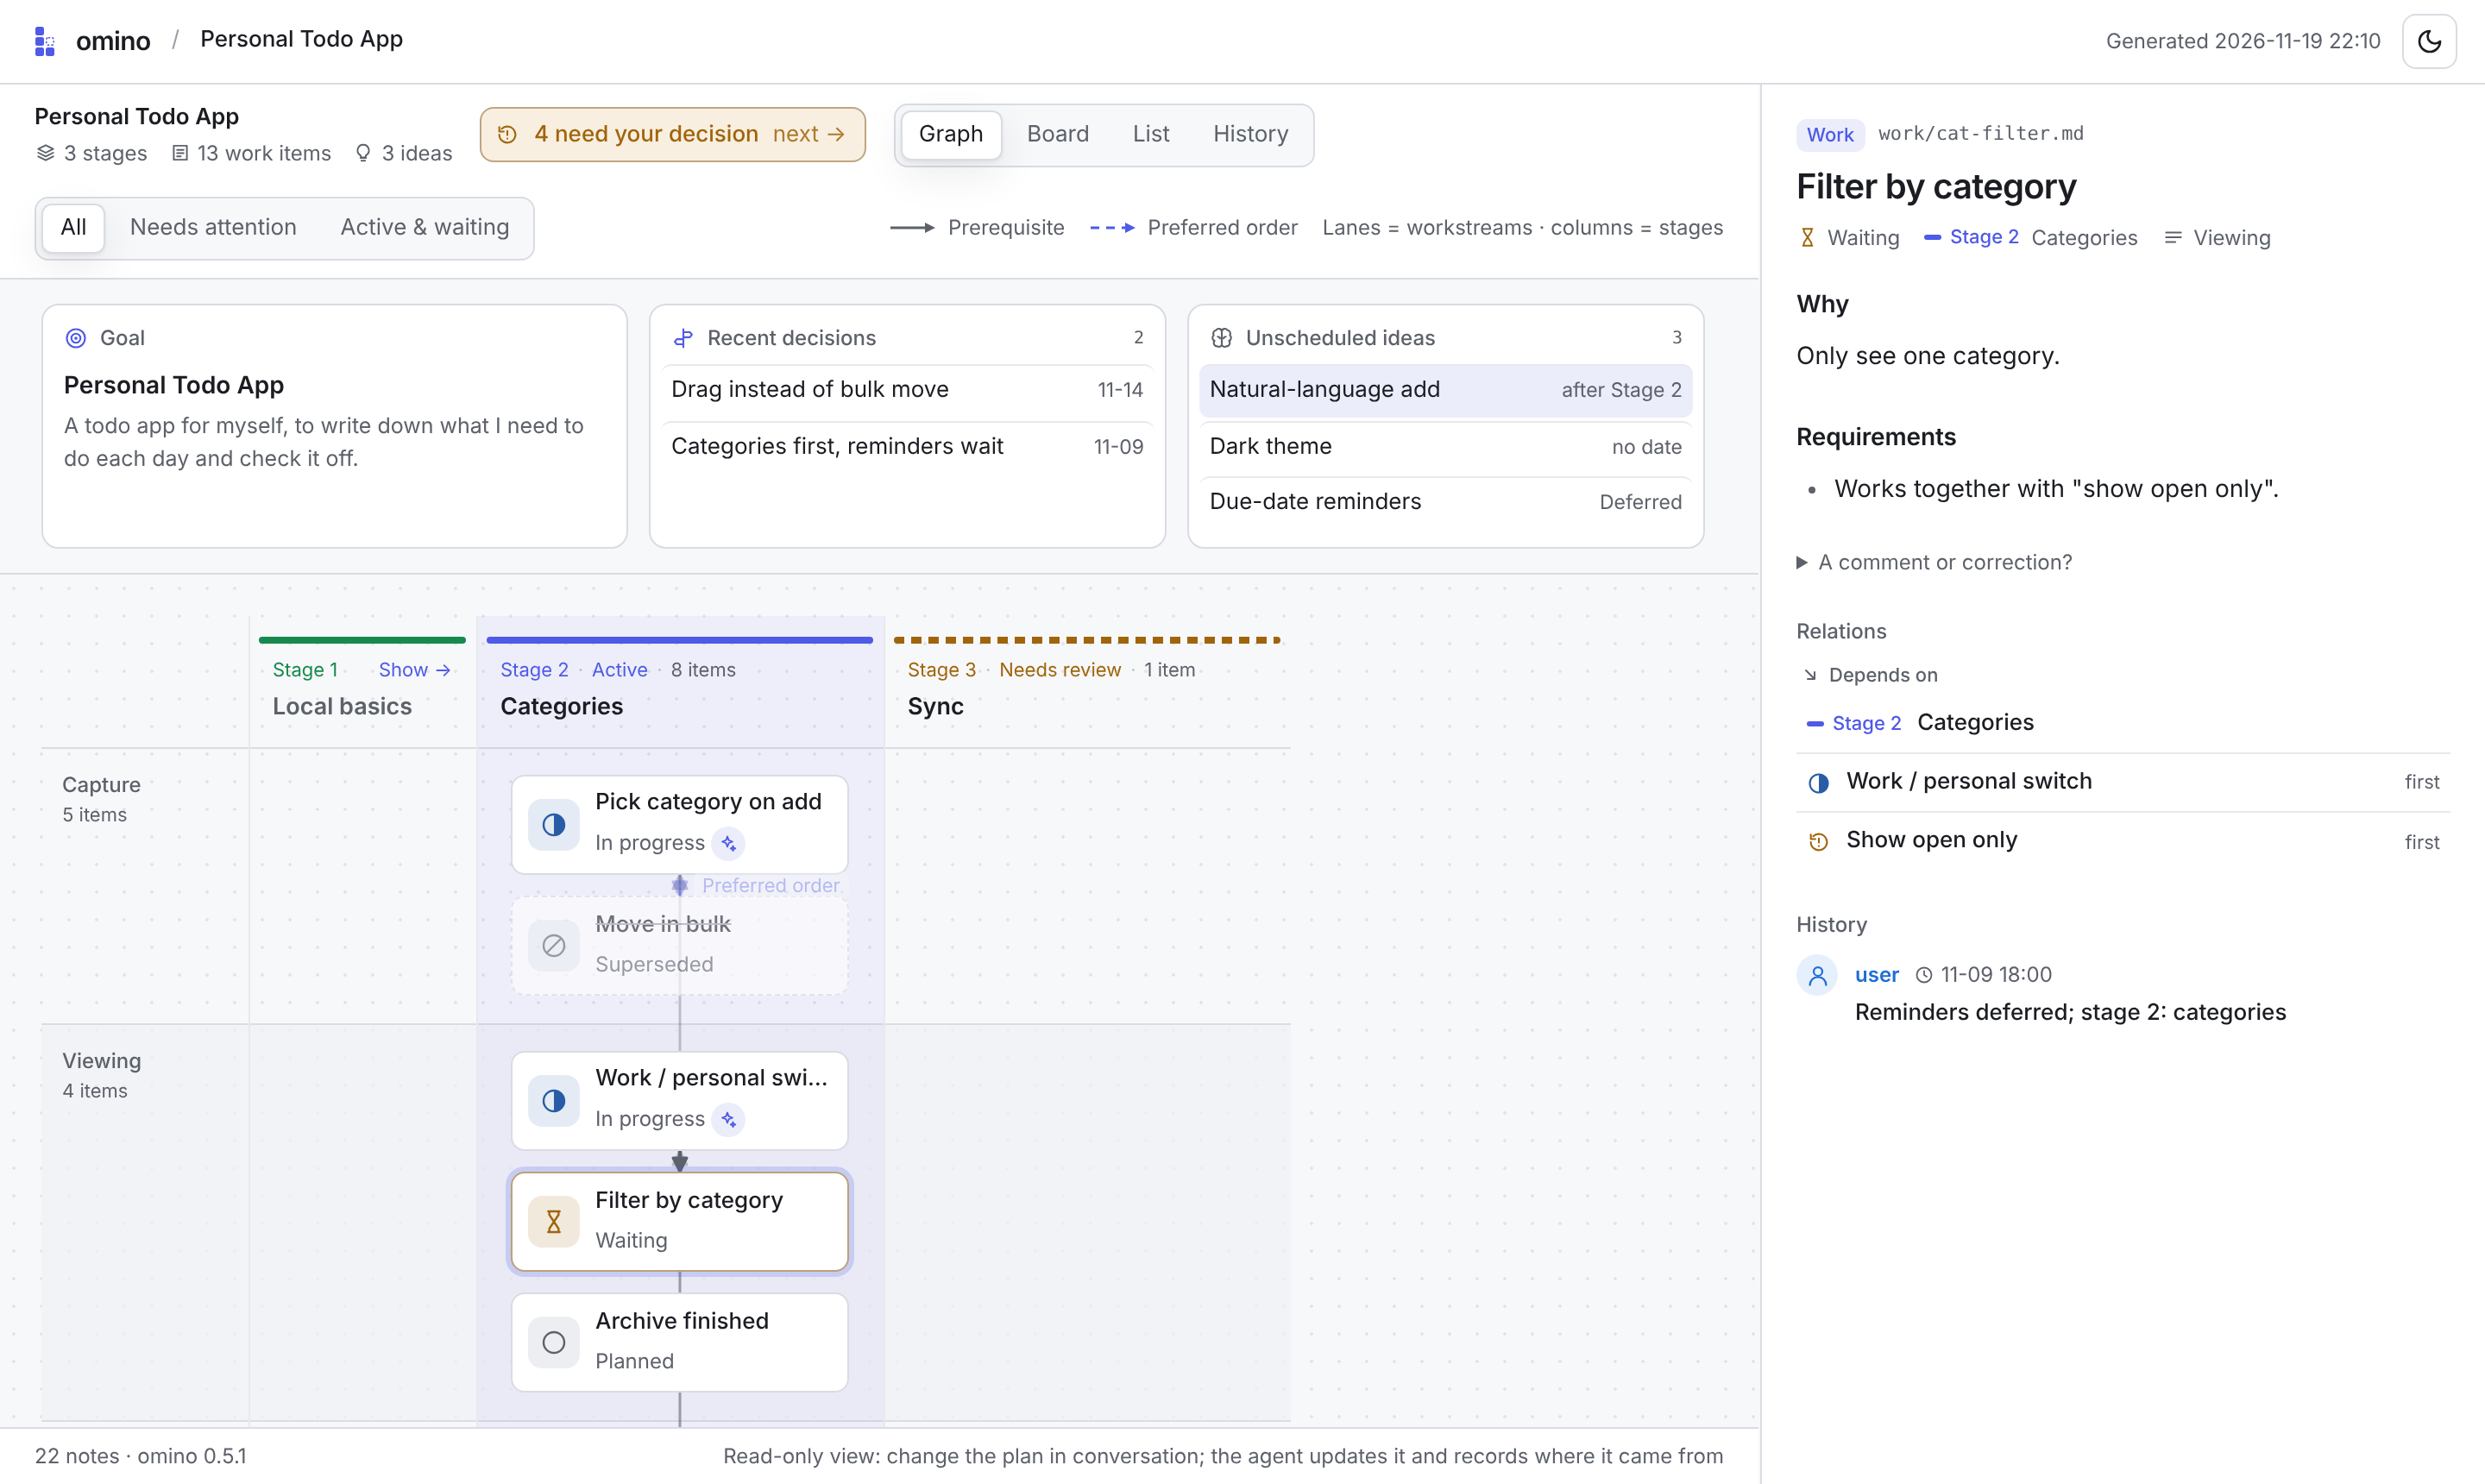 omino / Personal Todo App
Generated 2026-11-19 22:10
Personal Todo App
3 stages 13 work items 3 ideas
4 need your decision next →
Graph Board List History
All Needs attention Active & waiting
Prerequisite Preferred order Lanes = workstreams · columns = stages
Goal
Personal Todo App
A todo app for myself, to write down what I need to
do each day and check it off.
Recent decisions 2
Drag instead of bulk move 11-14
Categories first, reminders wait 11-09
Unscheduled ideas 3
Natural-language add after Stage 2
Dark theme no date
Due-date reminders Deferred
Stage 1 Show →
Local basics
Stage 2 · Active · 8 items
Categories
Stage 3 · Needs review · 1 item
Sync
Capture
5 items
Pick category on add
In progress
Preferred order
Move in bulk
Superseded
Viewing
4 items
Work / personal swi...
In progress
Filter by category
Waiting
Archive finished
Planned
22 notes · omino 0.5.1
Read-only view: change the plan in conversation; the agent updates it and records where it came from
Work work/cat-filter.md
Filter by category
Waiting Stage 2 Categories Viewing
Why
Only see one category.
Requirements
• Works together with "show open only".
A comment or correction?
Relations
Depends on
Stage 2 Categories
Work / personal switch first
Show open only first
History
user 11-09 18:00
Reminders deferred; stage 2: categories